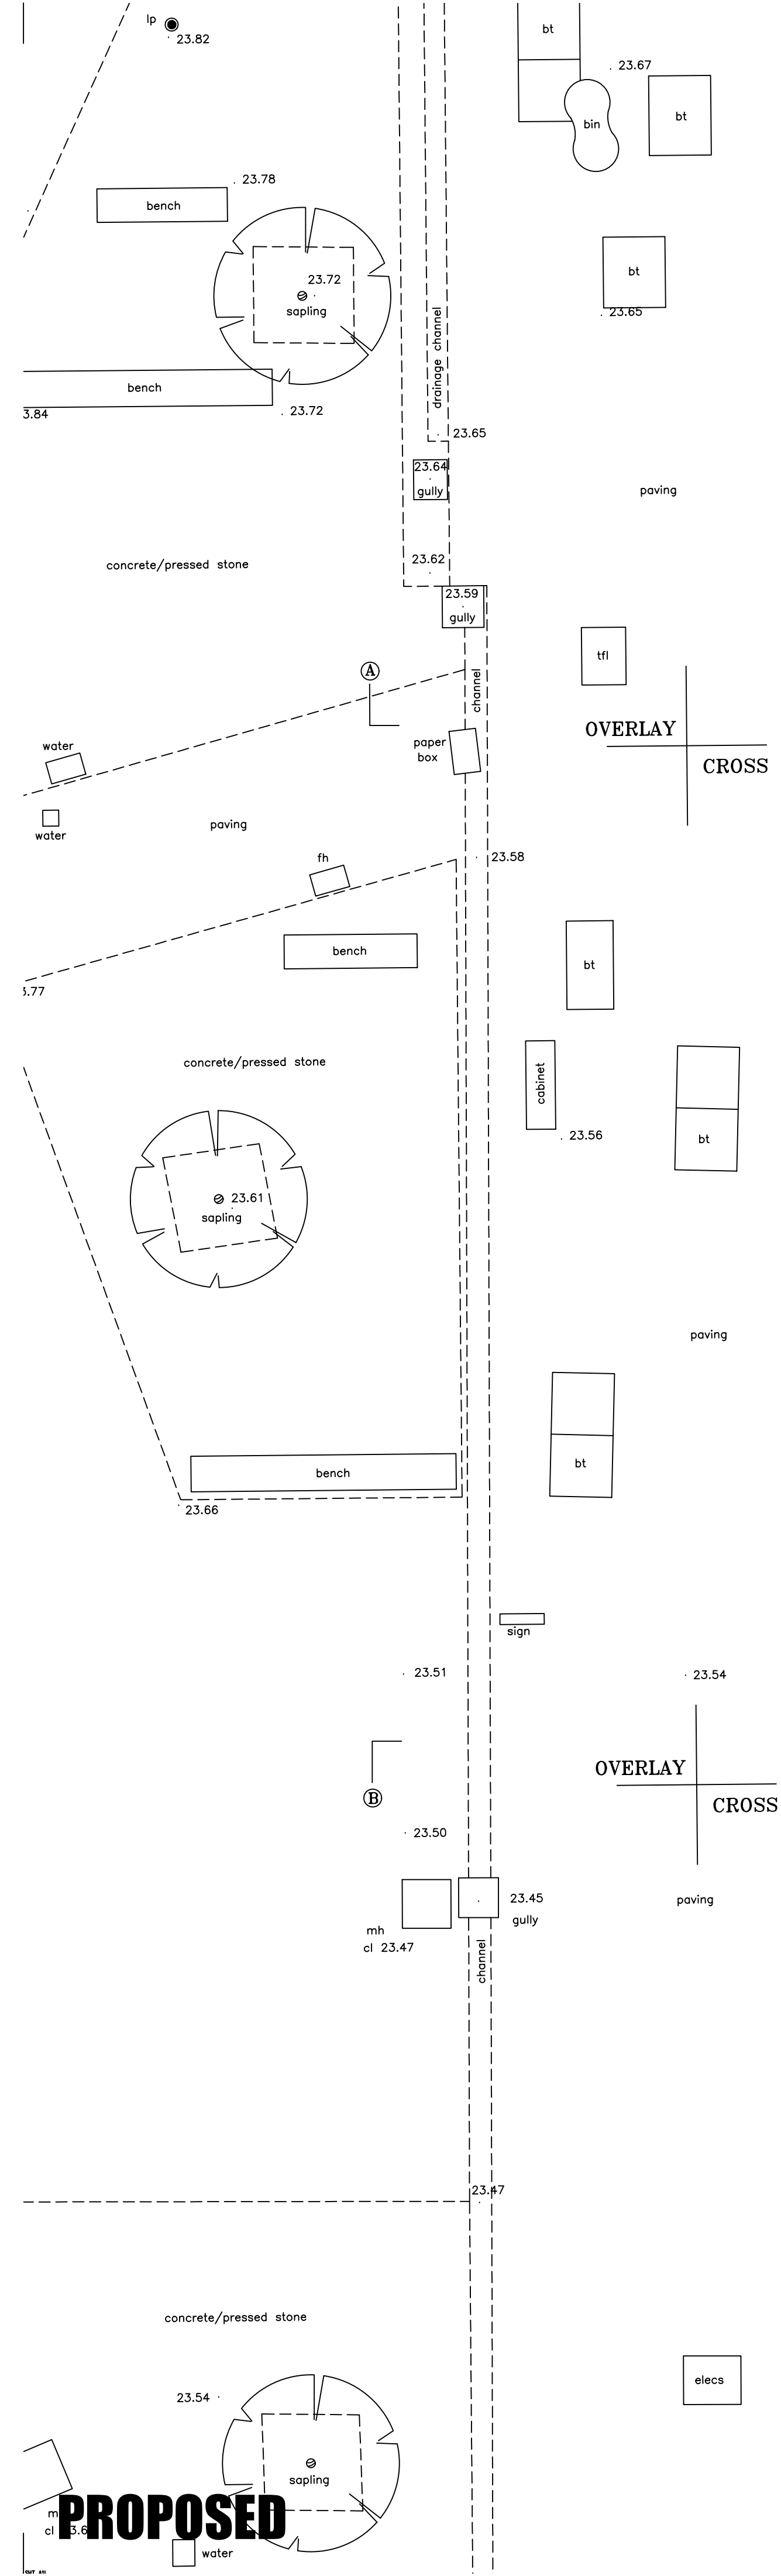 lp
23.82
bt
23.67
bin
bt
23.78
bench
bt
23.72
sapling
23.65
drainage channel
bench
3.84
23.72
23.65
23.64
gully
paving
23.62
concrete/pressed stone
23.59
gully
tfl
A
channel
OVERLAY
CROSS
paper
box
water
water
paving
fh
23.58
bench
bt
3.77
concrete/pressed stone
cabinet
23.56
bt
23.61
sapling
paving
bt
bench
23.66
sign
23.51
23.54
OVERLAY
CROSS
B
23.50
23.45
gully
paving
mh
cl 23.47
channel
23.47
concrete/pressed stone
elecs
23.54
sapling
PROPOSED
cl
water